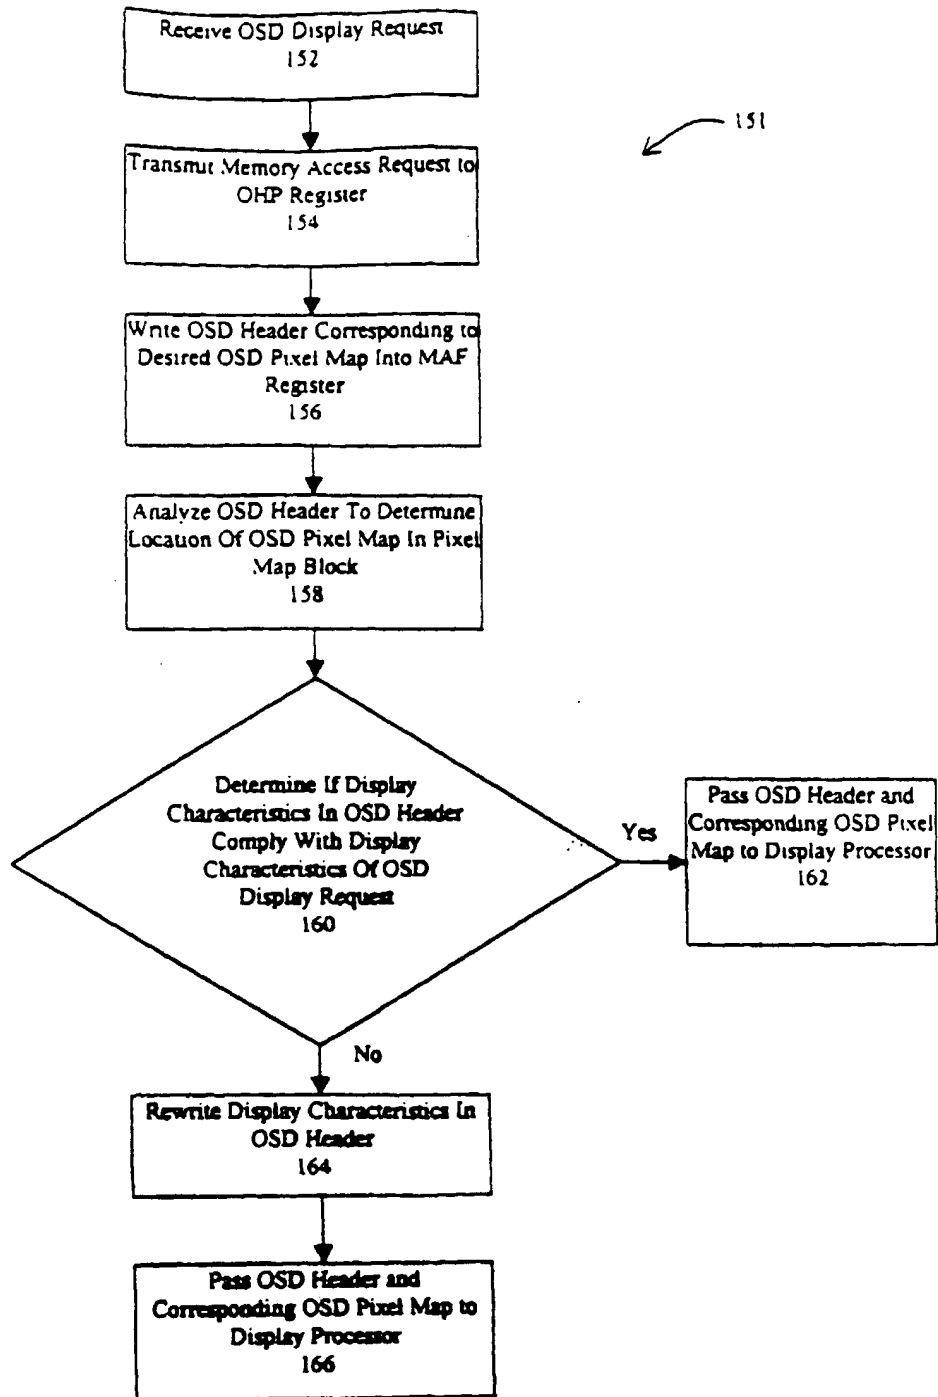 Receive OSD Display Request
152
151
Transmit Memory Access Request to
OHP Register
154
Write OSD Header Corresponding to
Desired OSD Pixel Map Into MAF
Register
156
Analyze OSD Header To Determine
Location Of OSD Pixel Map In Pixel
Map Block
158
Determine If Display
Characteristics In OSD Header
Comply With Display
Characteristics Of OSD
Display Request
160
Yes
Pass OSD Header and
Corresponding OSD Pixel
Map to Display Processor
162
No
Rewrite Display Characteristics In
OSD Header
164
Pass OSD Header and
Corresponding OSD Pixel Map to
Display Processor
166